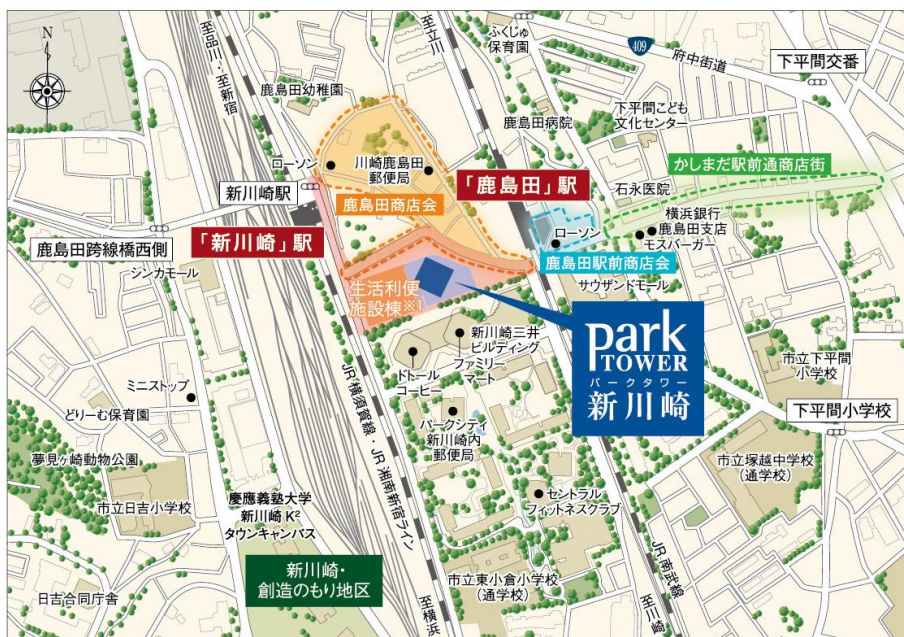 N
至品川・至新宿
至立川
ふくじゅ
保育園
409
府中街道
下平間交番
鹿島田幼稚園
鹿島田病院
下平間こども
文化センター
ローソン
川崎鹿島田
郵便局
「鹿島田」駅
かしまだ駅前通商店街
新川崎駅
鹿島田商店会
石永医院
横浜銀行
鹿島田支店
モスバーガー
ローソン
鹿島田跨線橋西側
「新川崎」駅
鹿島田駅前商店会
シンカモール
サウザンドモール
生活利便
施設棟※1
Park
TOWER
パークタワー
新川崎
新川崎三井
ビルディング
ファミリー
マート
ドトール
コーヒー
市立下平間
小学校
ミニストップ
どりーむ保育園
JR横須賀線・JR湘南新宿ライン
パークシティ
新川崎内
郵便局
下平間小学校
夢見ヶ崎動物公園
市立塚越中学校
(通学校)
市立日吉小学校
慶應義塾大学
新川崎 K²
タウンキャンパス
セントラル
フィットネスクラブ
新川崎・
創造のもり地区
JR南武線
市立東小倉小学校
(通学校)
日吉合同庁舎
至横浜
至川崎